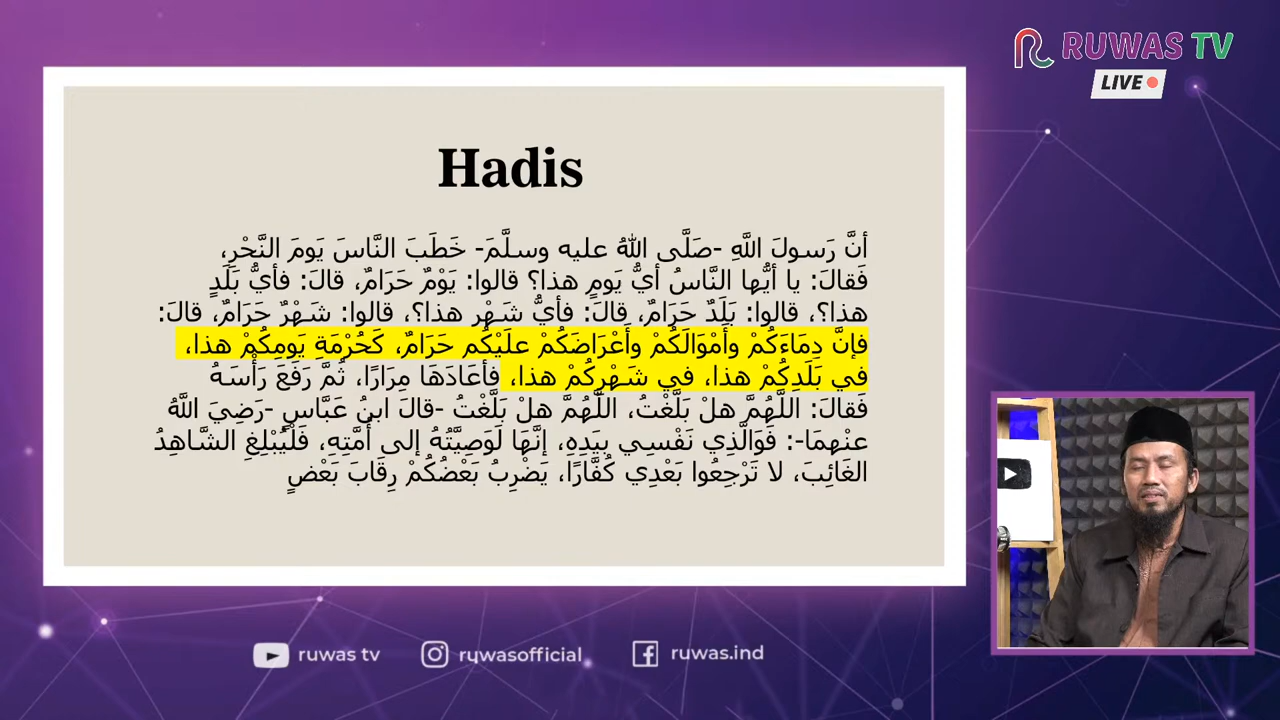 RUWAS TV
LIVE
Hadis
أنَّ رَسولَ اللَّهِ -صَلَّى اللهُ عليه وسلَّمَ- خَطَبَ النَّاسَ يَومَ النَّحْرِ،
فَقالَ: يا أيُّها النَّاسُ أيُّ يَومٍ هذا؟ قالوا: يَوْمٌ حَرَامٌ، قالَ: فأيُّ بَلَدٍ
هذا؟، قالوا: بَلَدٌ حَرَامٌ، قالَ: فأيُّ شَهْرٍ هذا؟، قالوا: شَهْرٌ حَرَامٌ، قالَ:
فإنَّ دِمَاءَكُمْ وأَمْوَالَكُمْ وأَعْرَاضَكُمْ علَيْكُم حَرَامٌ، كَحُرْمَةِ يَومِكُمْ هذا،
في بَلَدِكُمْ هذا، في شَهْرِكُمْ هذا، فأعَادَهَا مِرَارًا، ثُمَّ رَفَعَ رَأْسَهُ
فَقالَ: اللَّهُمَّ هلْ بَلَّغْتُ، اللَّهُمَّ هلْ بَلَّغْتُ -قالَ ابنُ عَبَّاسٍ -رَضِيَ اللَّهُ
عنْهمَا-: فَوَالَّذِي نَفْسِي بيَدِهِ، إنَّهَا لَوَصِيَّتُهُ إلى أُمَّتِهِ، فَلْيُبْلِغِ الشَّاهِدُ
الغَائِبَ، لا تَرْجِعُوا بَعْدِي كُفَّارًا، يَضْرِبُ بَعْضُكُمْ رِقَابَ بَعْضٍ
ruwas tv
ruwasofficial
ruwas.ind